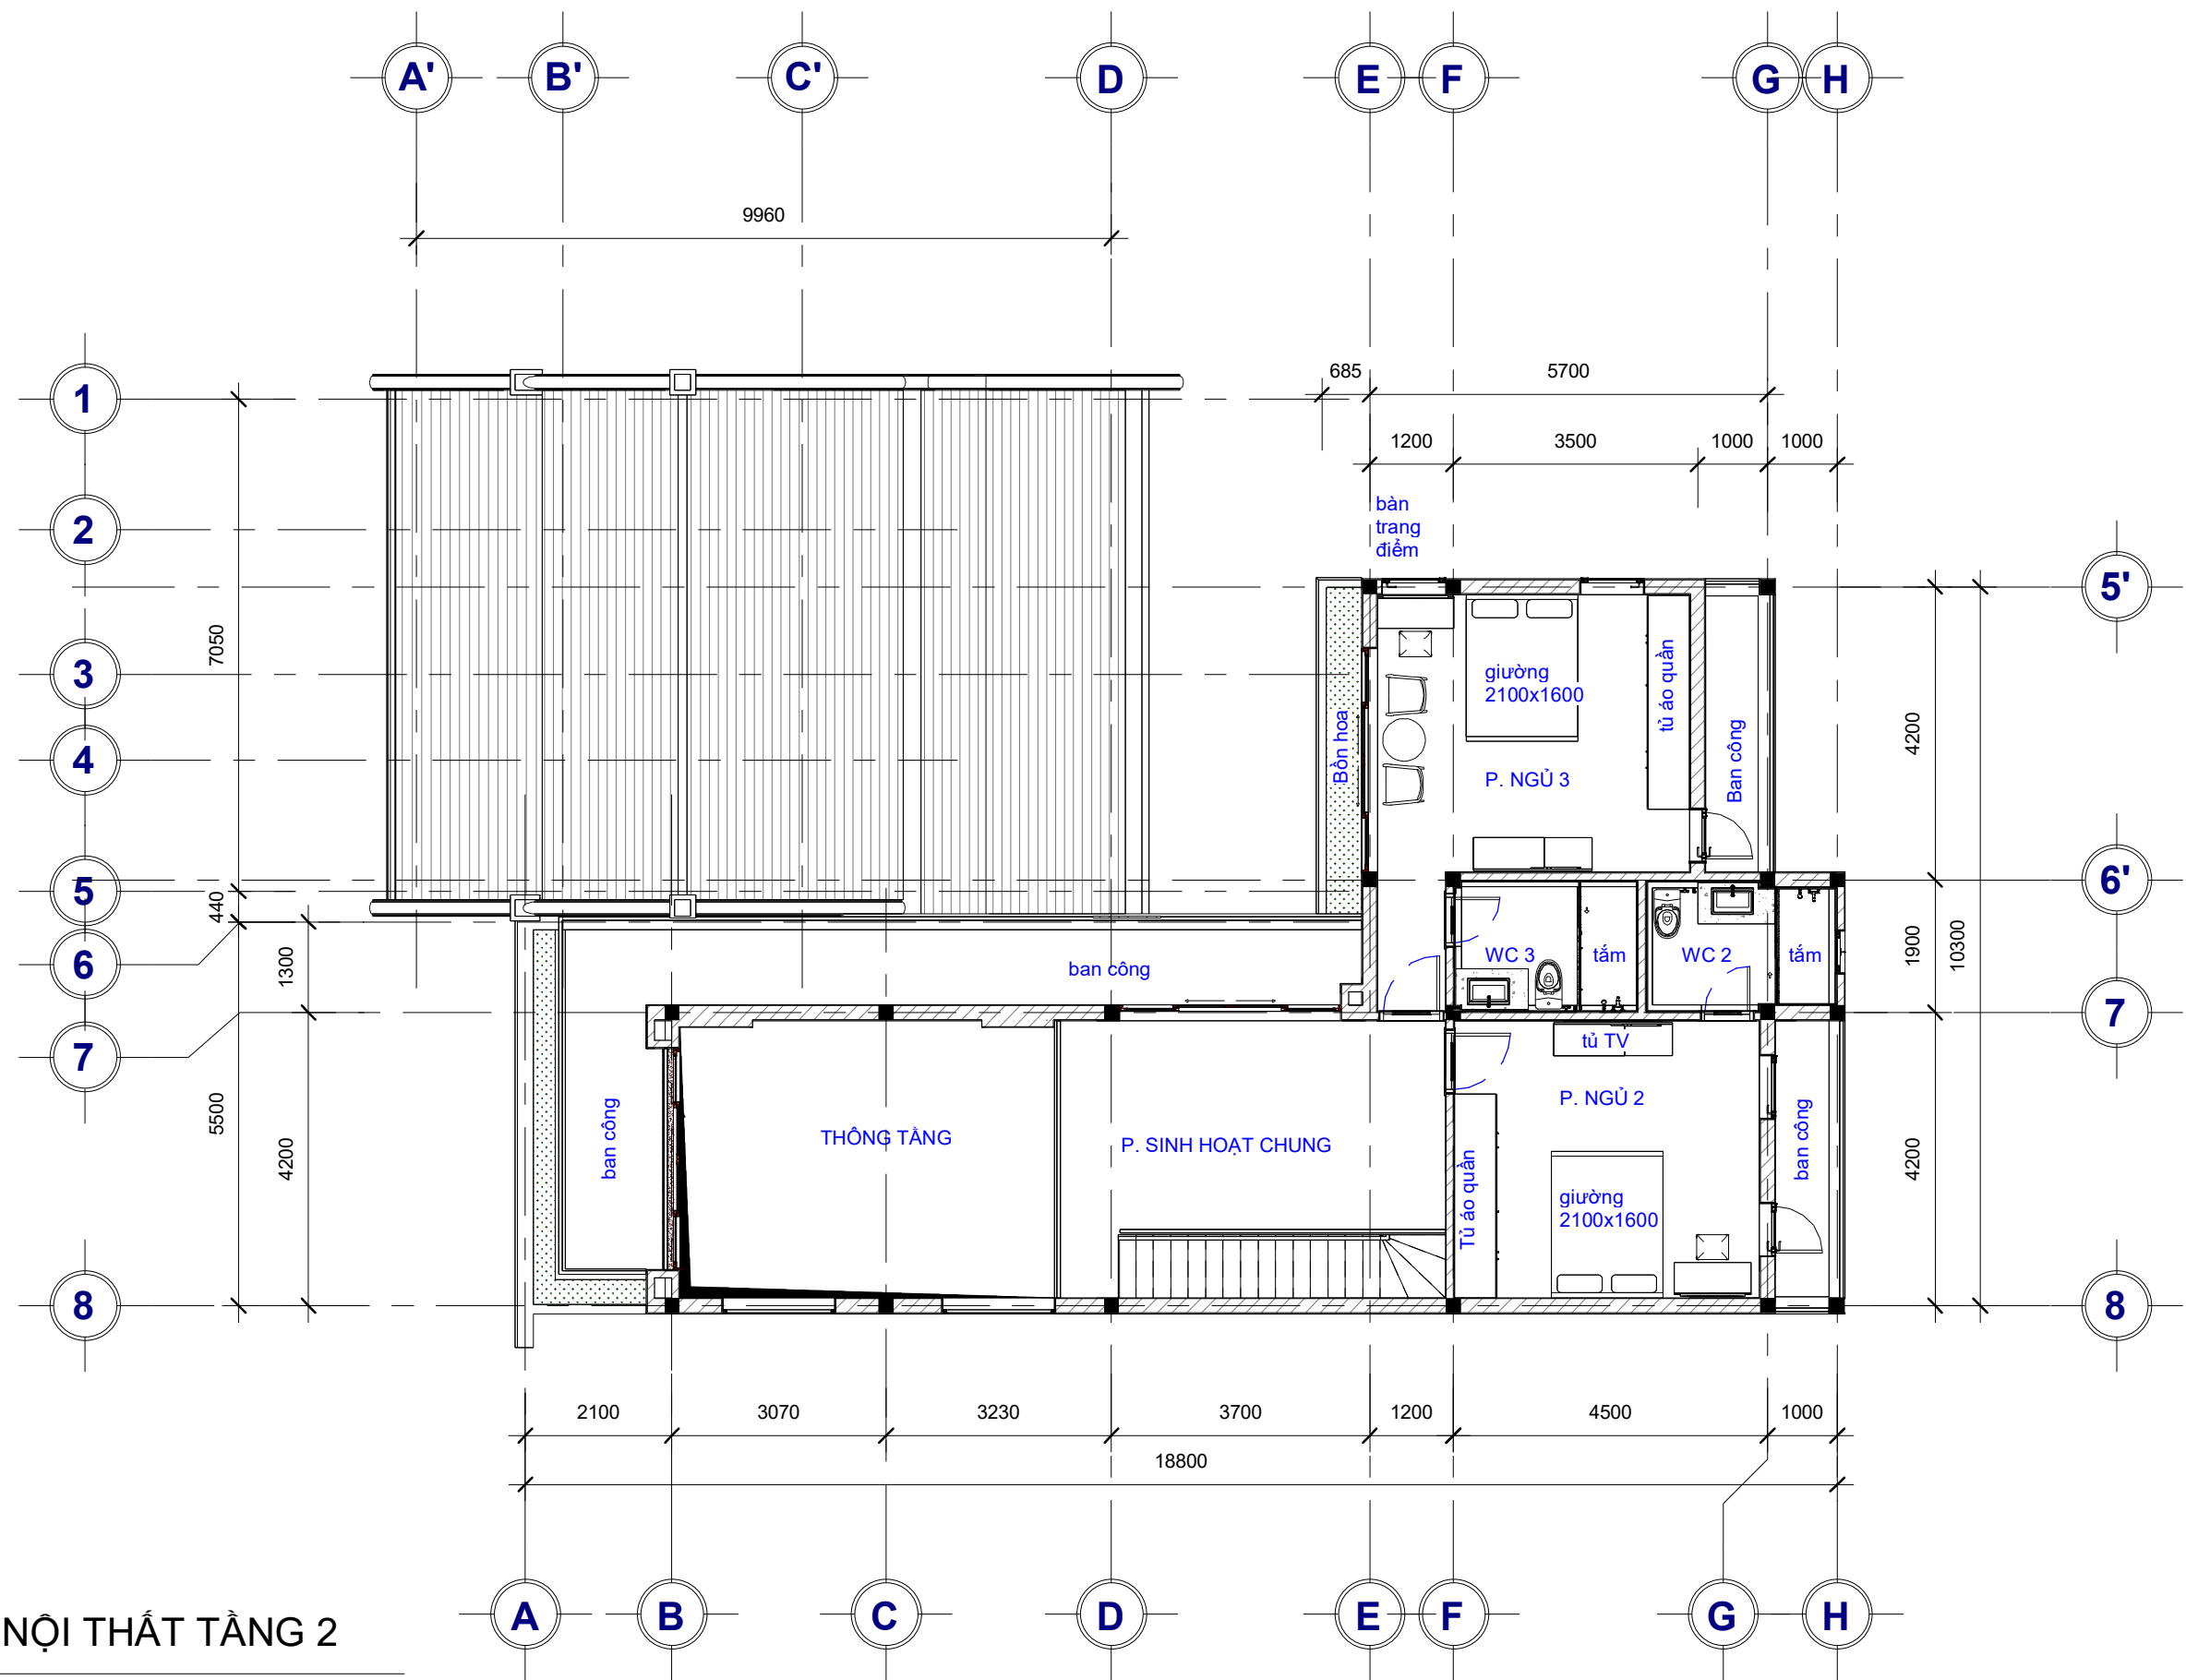 A' B' C' D E F G H
9960
685 5700
1200 3500 1000 1000
1
2
3
4
5
6
7
8
7050
440
1300
5500
4200
bàn
trang
điểm
giường
2100x1600
tủ áo quần
Bồn hoa
P. NGỦ 3
Ban công
5'
6'
7
8
4200
1900
10300
4200
ban công
WC 3
tắm
WC 2
tắm
tủ TV
P. NGỦ 2
ban công
THÔNG TẦNG
P. SINH HOẠT CHUNG
Tủ áo quần
giường
2100x1600
ban công
2100 3070 3230 3700 1200 4500 1000
18800
A B C D E F G H
NỘI THẤT TẦNG 2